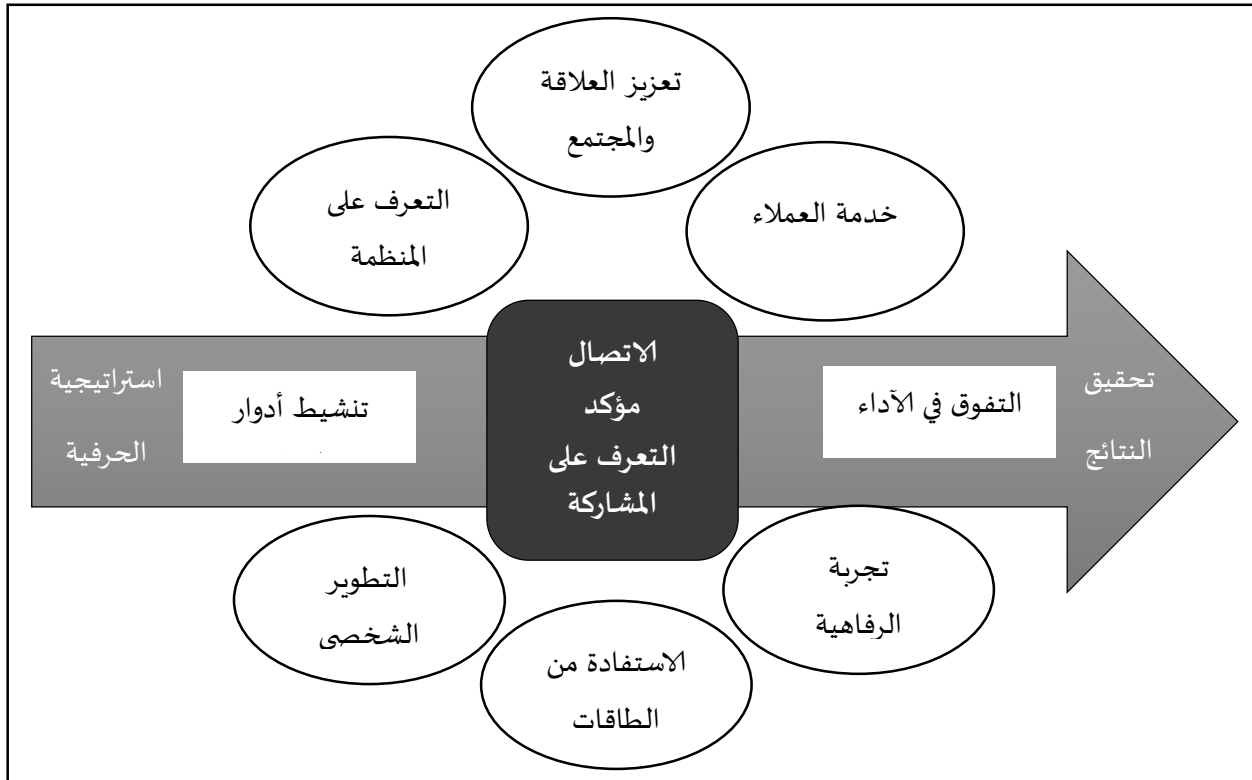 تعزيز العلاقة
والمجتمع
خدمة العملاء
التعرف على
المنظمة
تحقيق
النتائج
التفوق في الآداء
الاتصال
مؤكد
التعرف على
المشاركة
تنشيط أدوار
استراتيجية
الحرفية
تجربة
الرفاهية
الاستفادة من
الطاقات
التطوير
الشخصي